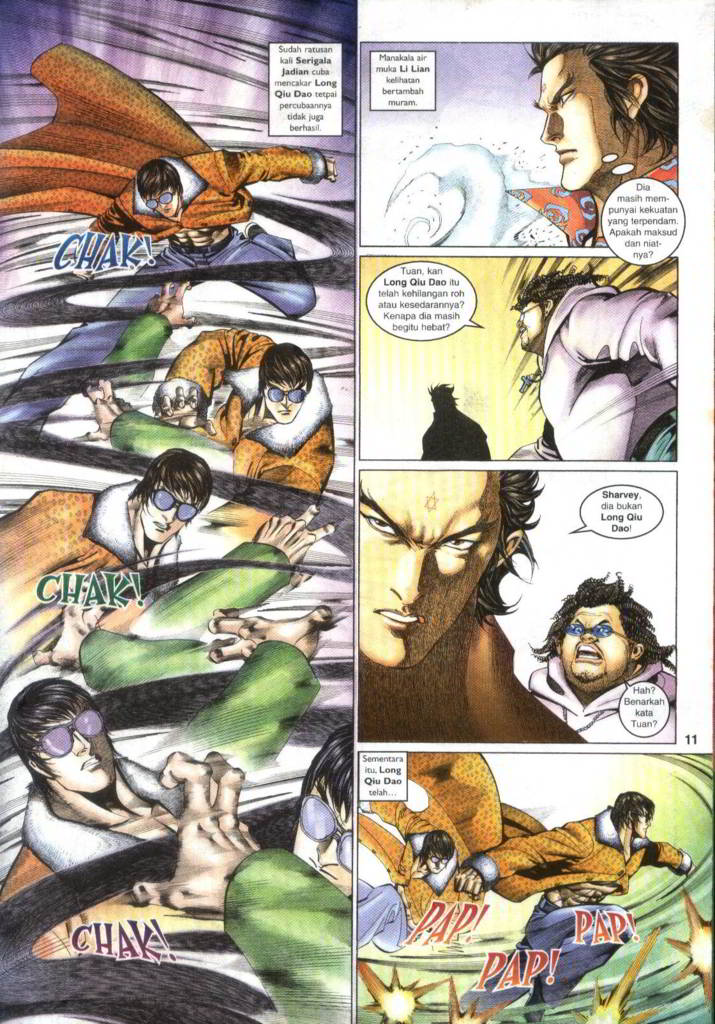 Sudah ratusan
kali Serigala
Jadian cuba
mencakar Long
Qiu Dao tetpai
percubaannya
tidak juga
berhasil.
CHAK!
CHAK!
CHAK!
Manakala air
muka Li Lian
kelihatan
bertambah
muram.
Dia
masih mem-
punyai kekuatan
yang terpendam.
Apakah maksud
dan niat-
nya?
Tuan, kan
Long Qiu Dao itu
telah kehilangan roh
atau kesedarannya?
Kenapa dia masih
begitu hebat?
Sharvey,
dia bukan
Long Qiu
Dao!
Hah?
Benarkah
kata
Tuan?
11
Sementara
itu, Long
Qiu Dao
telah...
PAP!
PAP!
PAP!